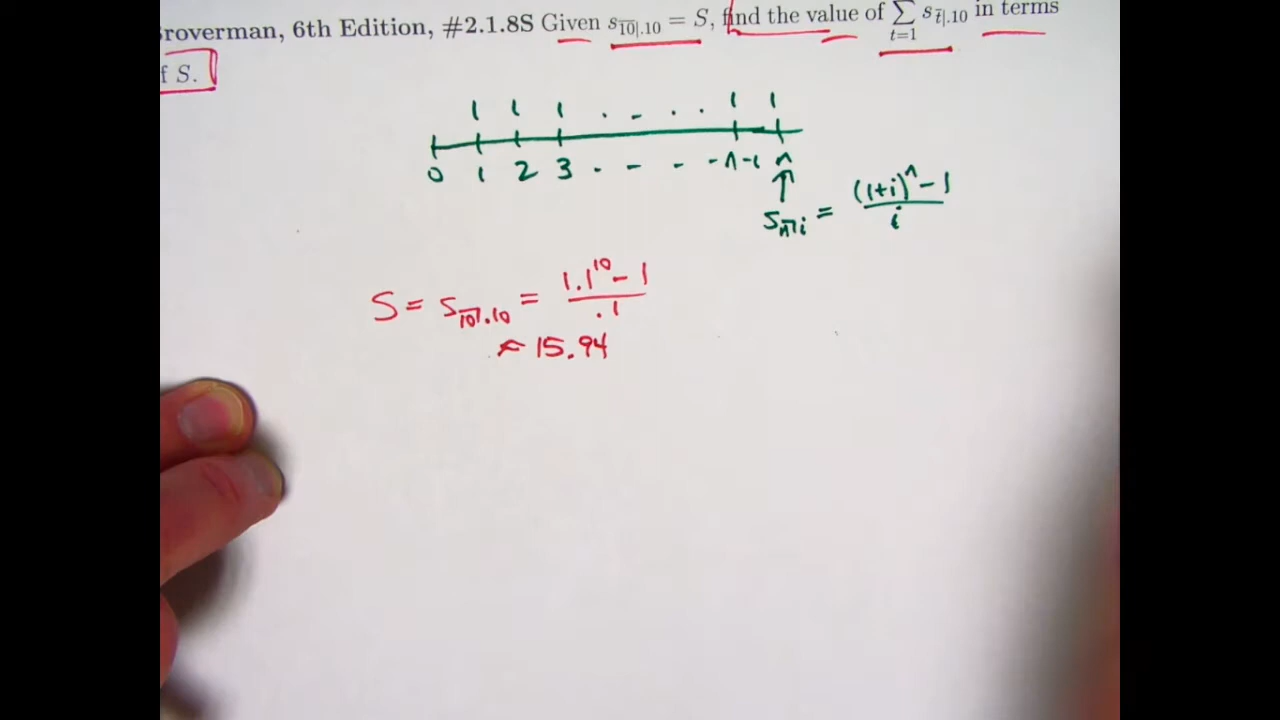 roverman, 6th Edition, #2.1.8S Given s_{\overline{10}|.10} = S, find the value of \sum_{t=1} s_{\overline{t}|.10} in terms
f S.
1 1 1 . - . . 1 1
0 1 2 3 . - - - n-1 n
s_{\overline{n}|i} = \frac{(1+i)^n - 1}{i}
S = s_{\overline{10}|.10} = \frac{1.1^{10} - 1}{.1}
≈ 15.94